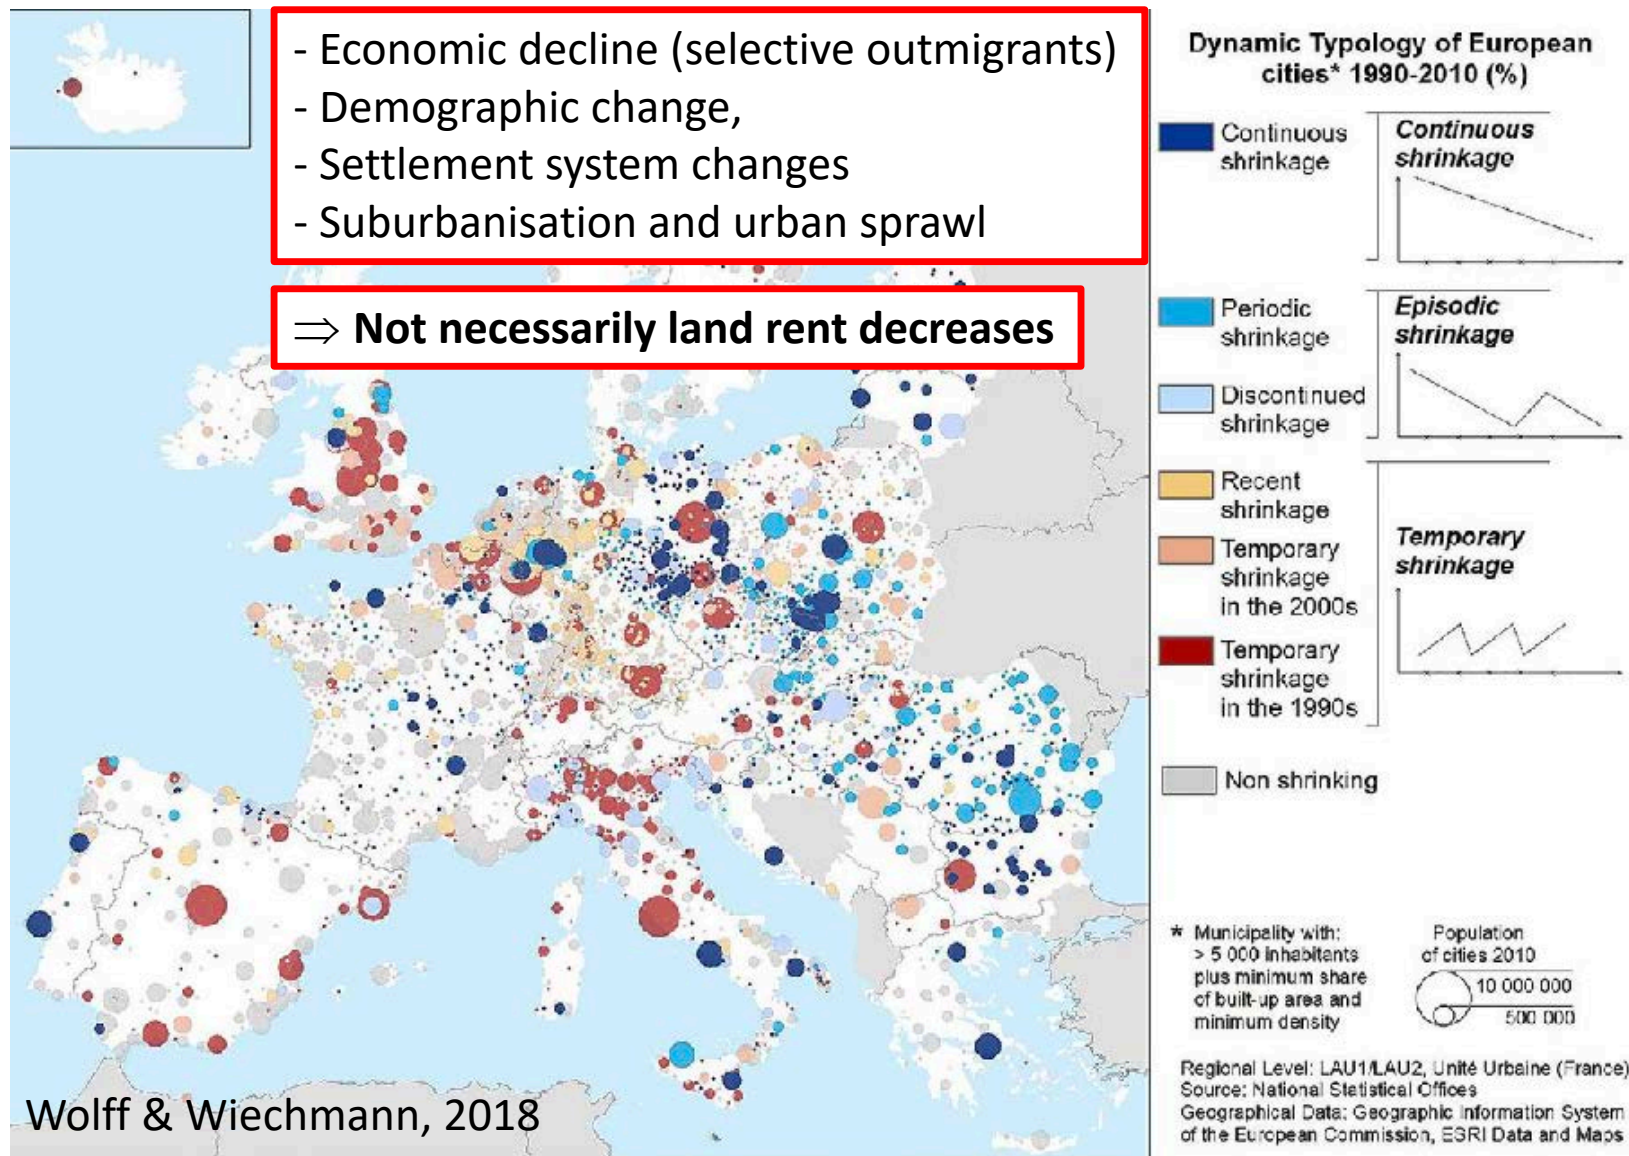 - Economic decline (selective outmigrants)
- Demographic change,
- Settlement system changes
- Suburbanisation and urban sprawl
⇒ Not necessarily land rent decreases
Wolff & Wiechmann, 2018
Dynamic Typology of European
cities* 1990-2010 (%)
Continuous
shrinkage
Continuous
shrinkage
Periodic
shrinkage
Episodic
shrinkage
Discontinued
shrinkage
Recent
shrinkage
Temporary
shrinkage
in the 2000s
Temporary
shrinkage
Temporary
shrinkage
in the 1990s
Non shrinking
* Municipality with:
> 5 000 inhabitants
plus minimum share
of built-up area and
minimum density
Population
of cities 2010
10 000 000
500 000
Regional Level: LAU1/LAU2, Unité Urbaine (France)
Source: National Statistical Offices
Geographical Data: Geographic Information System
of the European Commission, ESRI Data and Maps